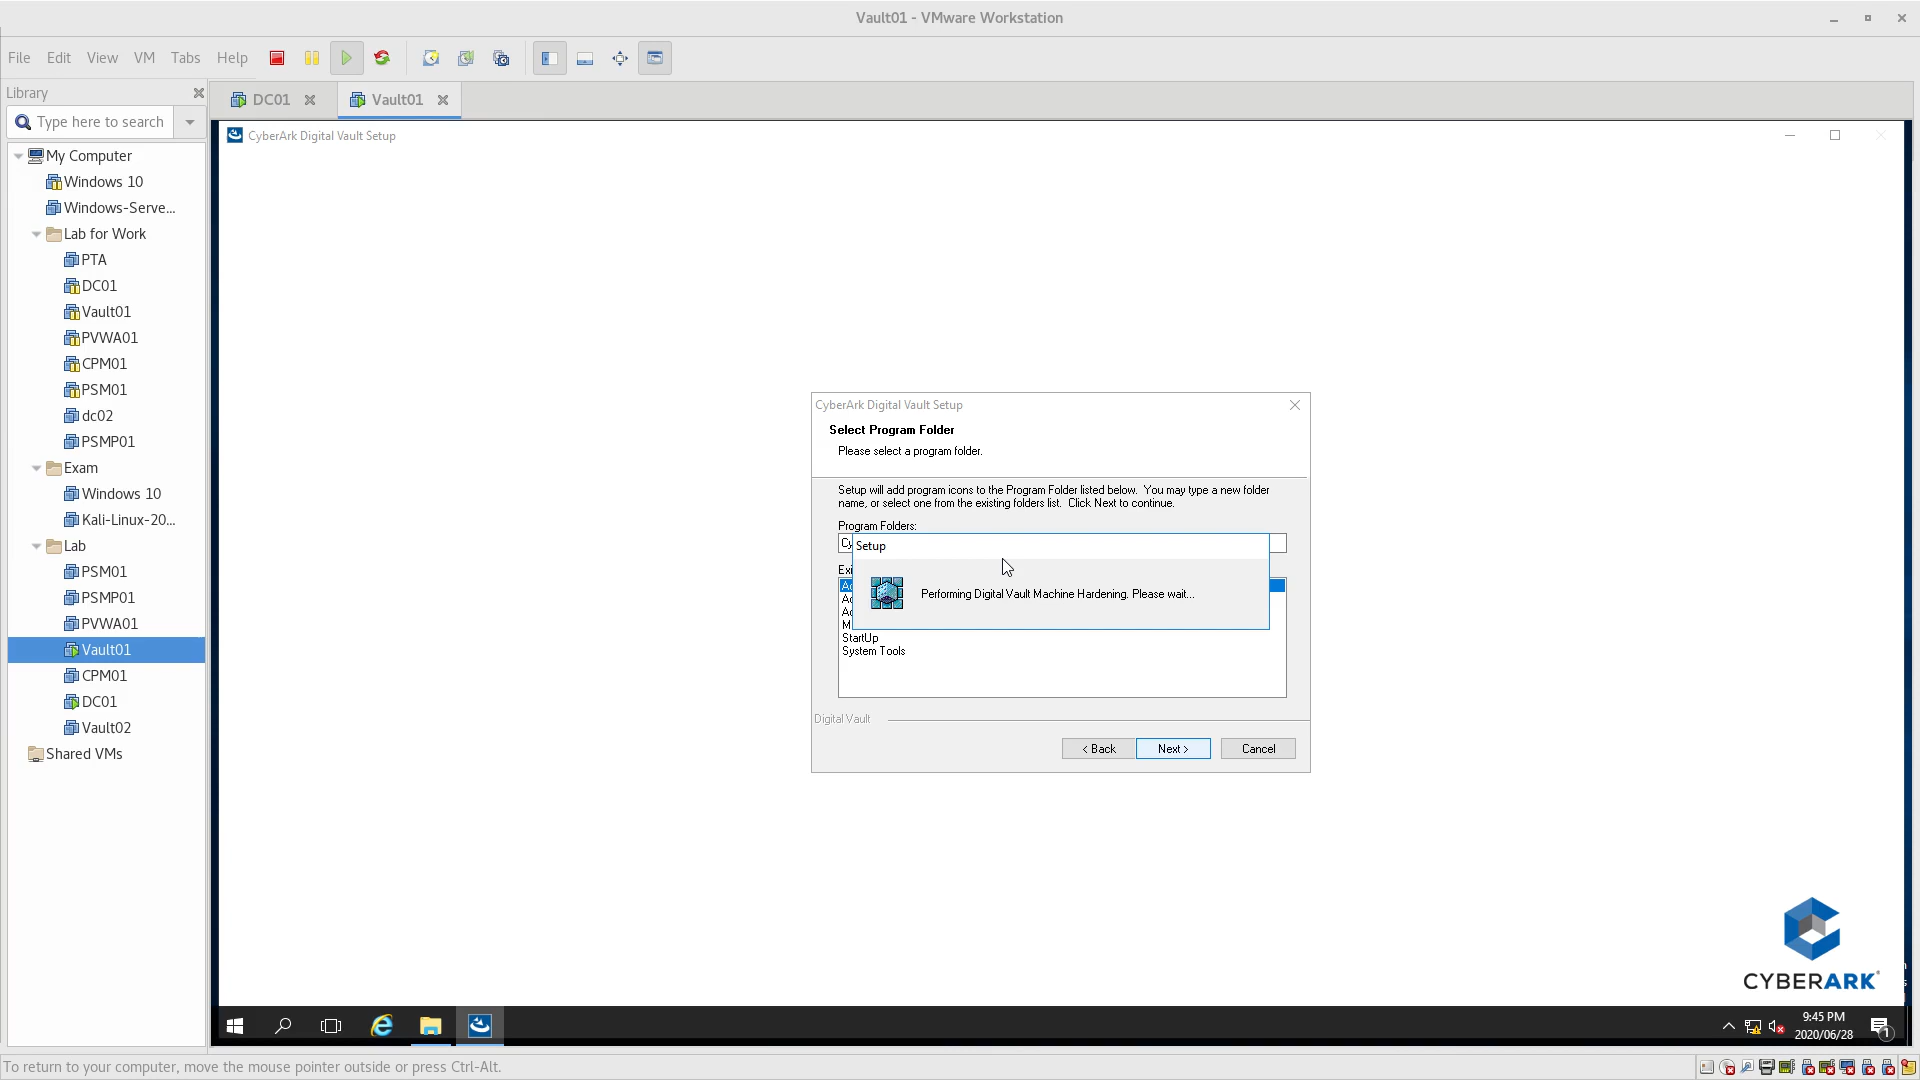 Vault01 - VMware Workstation
File Edit View VM Tabs Help
Library
DC01
Vault01
Type here to search
CyberArk Digital Vault Setup
My Computer
Windows 10
Windows-Serve...
Lab for Work
PTA
DC01
Vault01
PVWA01
CPM01
PSM01
dc02
PSMP01
Exam
Windows 10
Kali-Linux-20...
Lab
PSM01
PSMP01
PVWA01
Vault01
CPM01
DC01
Vault02
Shared VMs
CyberArk Digital Vault Setup
Select Program Folder
Please select a program folder.
Setup will add program icons to the Program Folder listed below. You may type a new folder
name, or select one from the existing folders list. Click Next to continue.
Program Folders:
Setup
Performing Digital Vault Machine Hardening. Please wait...
StartUp
System Tools
Digital Vault
< Back
Next >
Cancel
CYBERARK
9:45 PM
2020/06/28
1
To return to your computer, move the mouse pointer outside or press Ctrl-Alt.